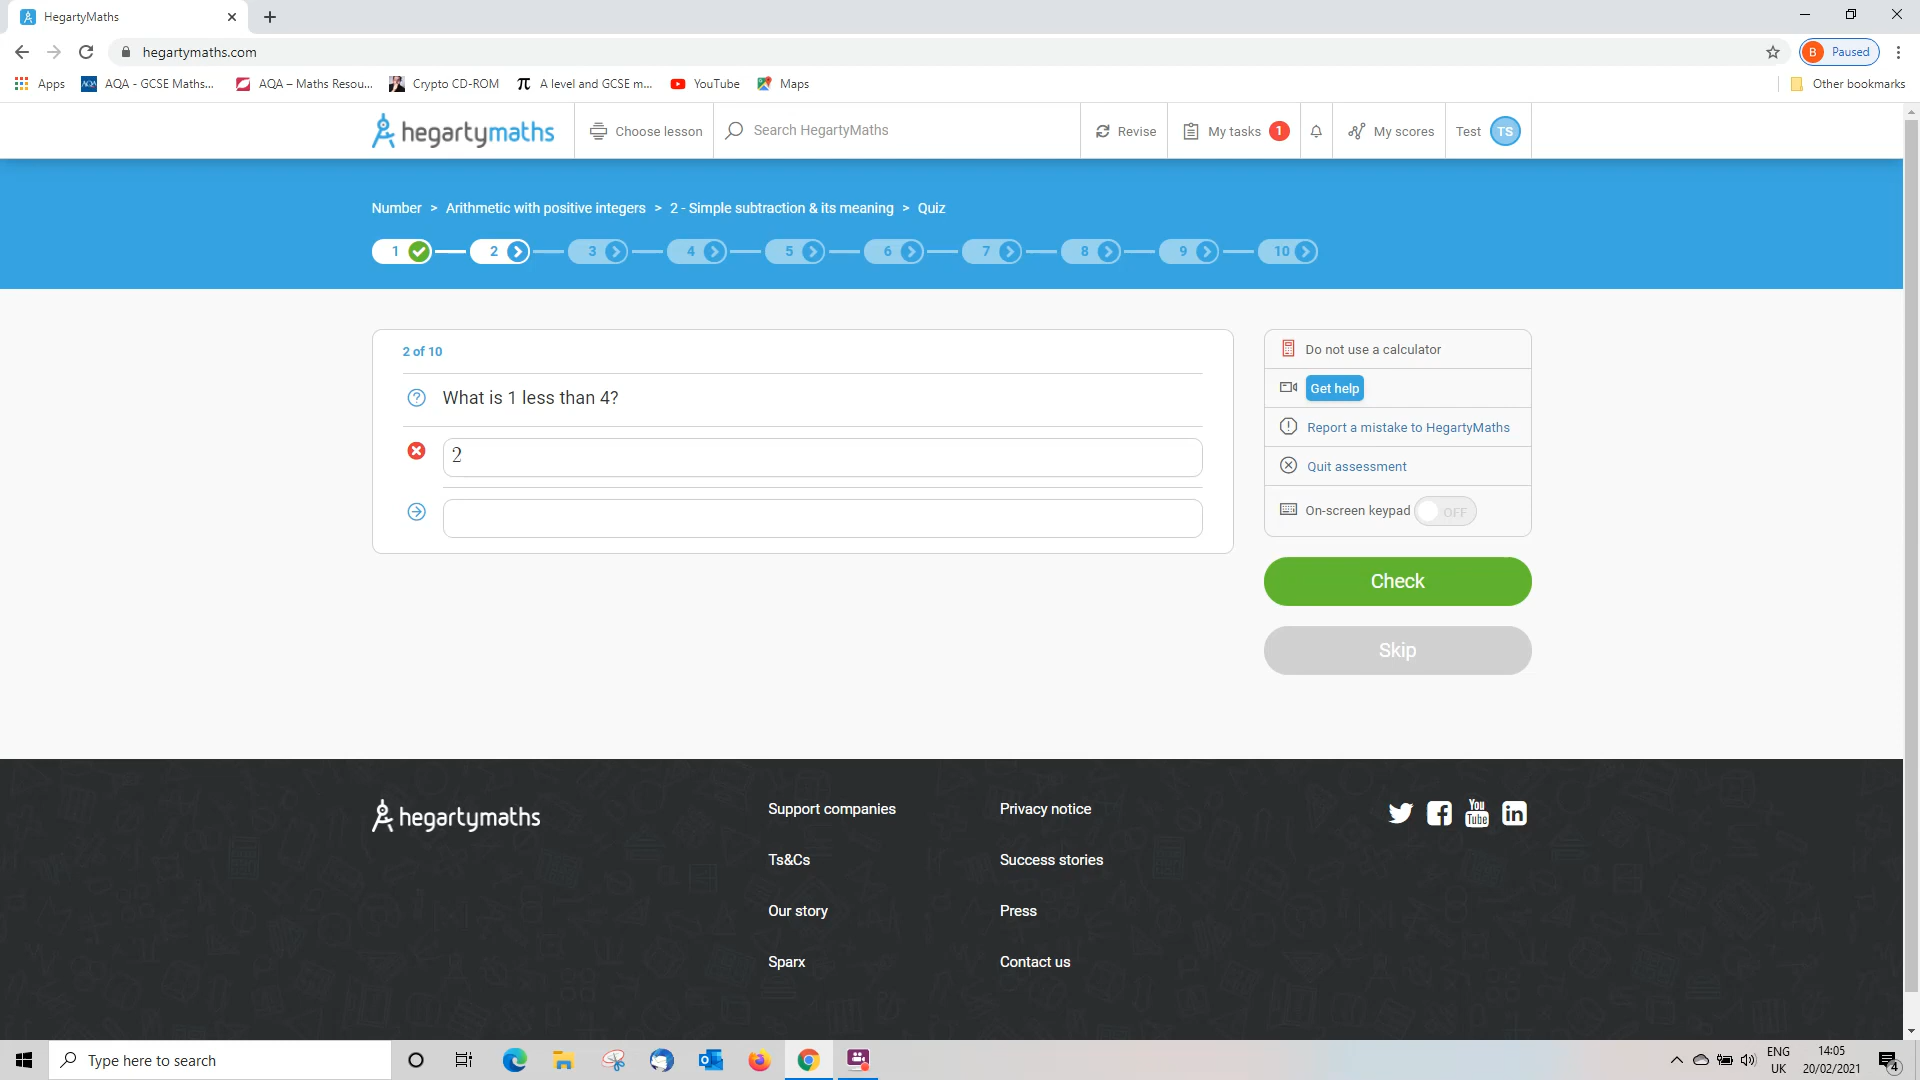 HegartyMaths
hegartymaths.com
B Paused
Apps AQA - GCSE Maths... AQA – Maths Resou... Crypto CD-ROM A level and GCSE m... YouTube Maps Other bookmarks
hegartymaths Choose lesson Search HegartyMaths Revise My tasks 1 My scores Test TS
Number > Arithmetic with positive integers > 2 - Simple subtraction & its meaning > Quiz
1 2 3 4 5 6 7 8 9 10
2 of 10
What is 1 less than 4?
2
Do not use a calculator
Get help
Report a mistake to HegartyMaths
Quit assessment
On-screen keypad OFF
Check
Skip
hegartymaths
Support companies
Ts&Cs
Our story
Sparx
Privacy notice
Success stories
Press
Contact us
You
Tube
in
Type here to search
ENG
UK
14:05
20/02/2021
4